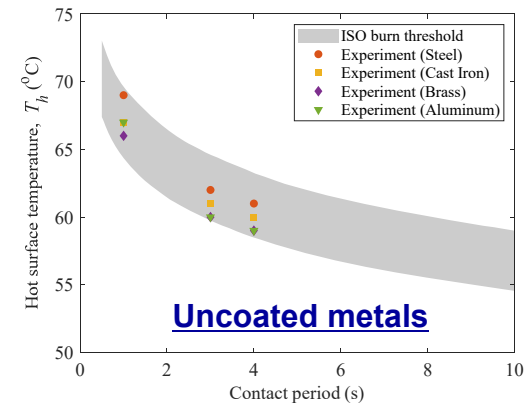 75
70
65
60
55
50
Hot surface temperature, T_h (⁰C)
ISO burn threshold
Experiment (Steel)
Experiment (Cast Iron)
Experiment (Brass)
Experiment (Aluminum)
Uncoated metals
0 2 4 6 8 10
Contact period (s)